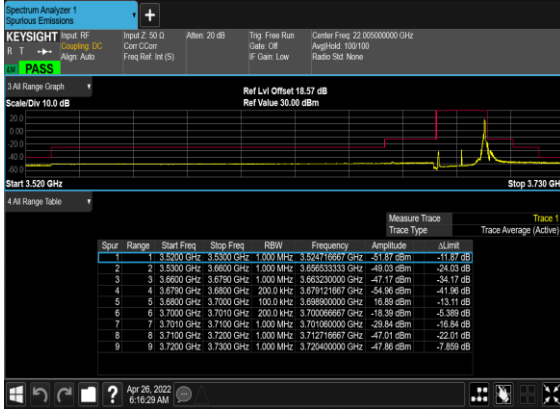 Spectrum Analyzer 1
Spurious Emissions
+
KEYSIGHT Input: RF Input Z: 50 Ω Atten: 20 dB Trig: Free Run Center Freq: 22.005000000 GHz
R T Coupling: DC Corr CCorr Gate: Off Avg|Hold: 100/100
Align: Auto Freq Ref: Int (S) IF Gain: Low Radio Std: None
PASS
3 All Range Graph Ref Lvl Offset 18.57 dB
Scale/Div 10.0 dB Ref Value 30.00 dBm
20.0
0.00
-20.0
-40.0
-60.0
Start 3.520 GHz Stop 3.730 GH
4 All Range Table
Measure Trace Trace 1
Trace Type Trace Average (Active)
Spur Range Start Freq Stop Freq RBW Frequency Amplitude ΔLimit
1 1 3.5200 GHz 3.5300 GHz 1.000 MHz 3.524716667 GHz -51.87 dBm -11.87 dB
2 2 3.5300 GHz 3.6600 GHz 1.000 MHz 3.656533333 GHz -49.03 dBm -24.03 dB
3 3 3.6600 GHz 3.6790 GHz 1.000 MHz 3.663230000 GHz -47.17 dBm -34.17 dB
4 4 3.6790 GHz 3.6800 GHz 200.0 kHz 3.679121667 GHz -54.96 dBm -41.96 dB
5 5 3.6800 GHz 3.7000 GHz 100.0 kHz 3.698900000 GHz 16.89 dBm -13.11 dB
6 6 3.7000 GHz 3.7010 GHz 200.0 kHz 3.700066667 GHz -18.39 dBm -5.389 dB
7 7 3.7010 GHz 3.7100 GHz 1.000 MHz 3.701060000 GHz -29.84 dBm -16.84 dB
8 8 3.7100 GHz 3.7200 GHz 1.000 MHz 3.712716667 GHz -47.01 dBm -22.01 dB
9 9 3.7200 GHz 3.7300 GHz 1.000 MHz 3.720400000 GHz -47.86 dBm -7.859 dB
? Apr 26, 2022
6:16:29 AM